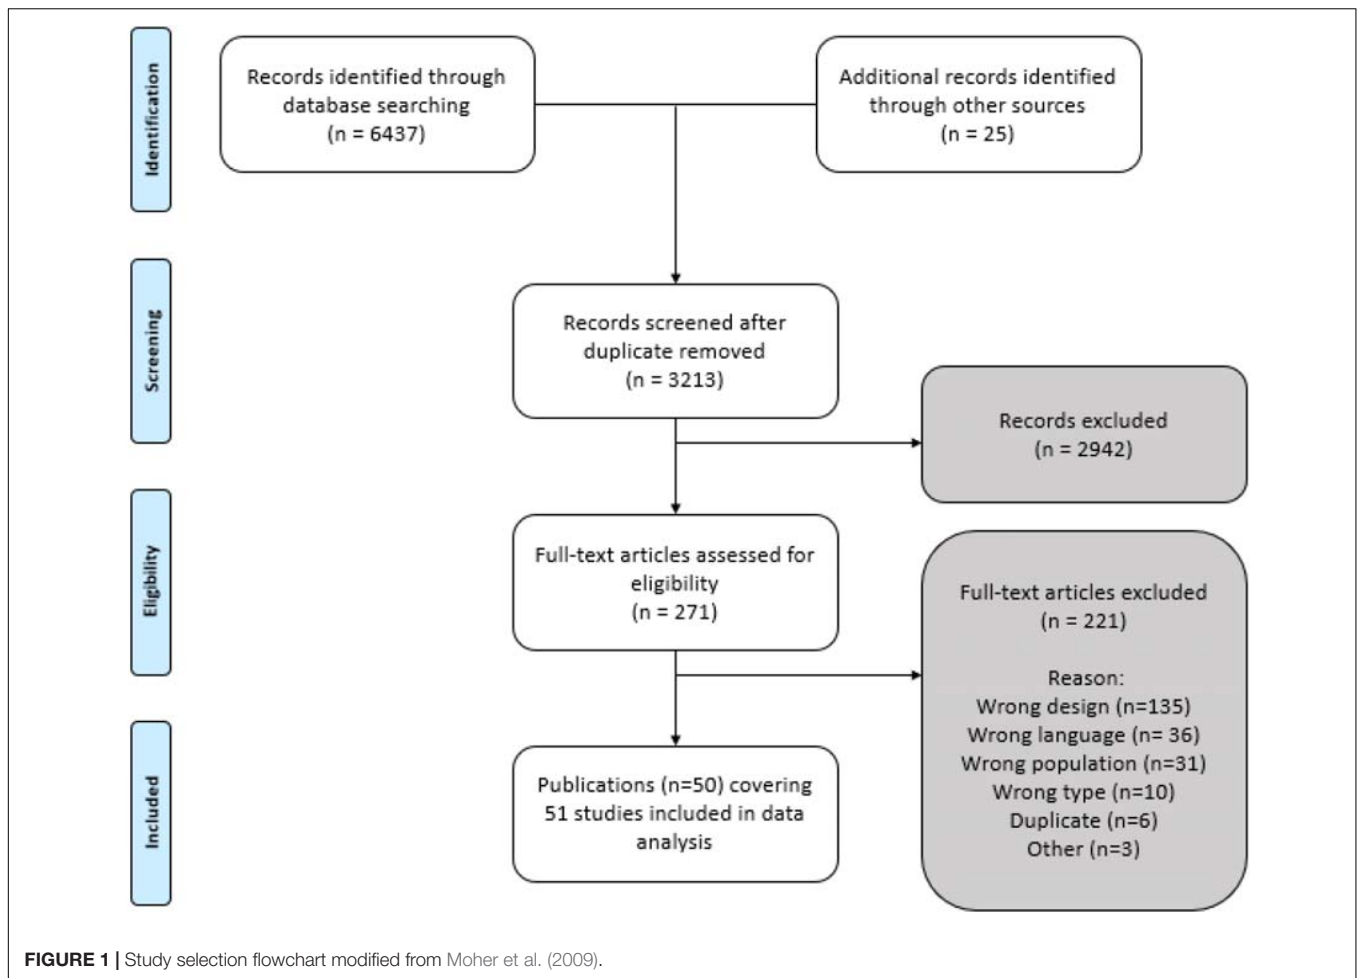 Identification
Records identified through
database searching
(n = 6437)
Additional records identified
through other sources
(n = 25)
Screening
Records screened after
duplicate removed
(n = 3213)
Records excluded
(n = 2942)
Eligibility
Full-text articles assessed for
eligibility
(n = 271)
Full-text articles excluded
(n = 221)
Reason:
Wrong design (n=135)
Wrong language (n= 36)
Wrong population (n=31)
Wrong type (n=10)
Duplicate (n=6)
Other (n=3)
Included
Publications (n=50) covering
51 studies included in data
analysis
FIGURE 1 | Study selection flowchart modified from Moher et al. (2009).